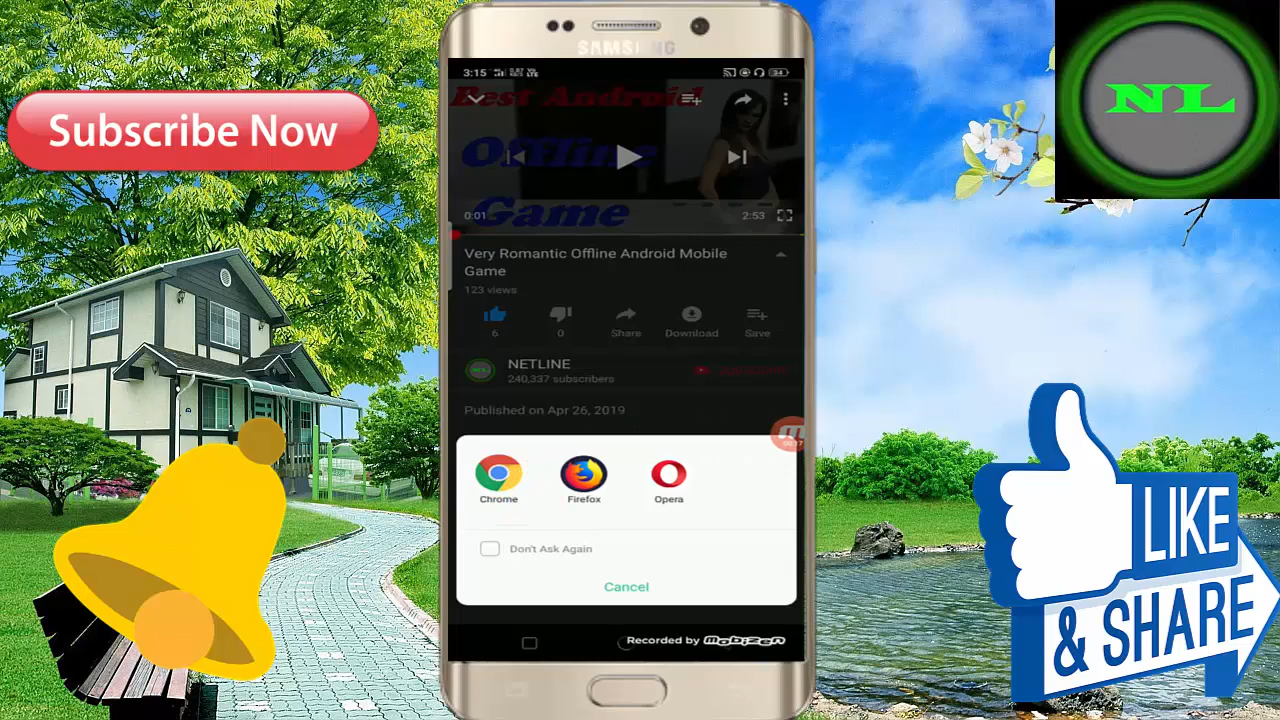 Subscribe Now
NL
SAMSUNG
3:15
34
Best Android
Offline
Game
0:01
2:53
Very Romantic Offline Android Mobile
Game
123 views
6
0
Share
Download
Save
NETLINE
240,337 subscribers
Published on Apr 26, 2019
Chrome
Firefox
Opera
Don't Ask Again
Cancel
Recorded by mobizen
LIKE
& SHARE